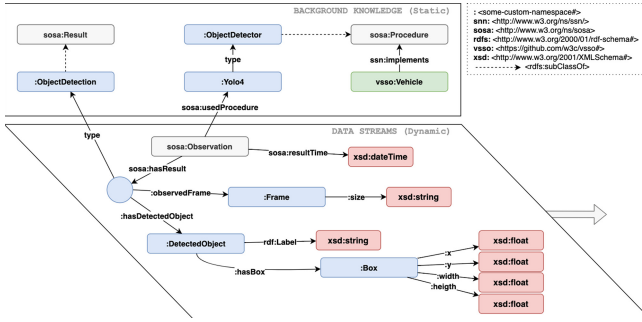 BACKGROUND KNOWLEDGE (Static)
sosa:Result
:ObjectDetector
sosa:Procedure
type
ssn:implements
:ObjectDetection
:Yolo4
vsso:Vehicle
sosa:usedProcedure
: <some-custom-namespace#>
snn: <http://www.w3.org/ns/ssn/>
sosa: <http://www.w3.org/ns/sosa>
rdfs: <http://www.w3.org/2000/01/rdf-schema#>
vsso: <https://github.com/w3c/vsso#>
xsd: <http://www.w3.org/2001/XMLSchema#>
<rdfs:subClassOf>
DATA STREAMS (Dynamic)
type
sosa:Observation
sosa:resultTime
xsd:dateTime
sosa:hasResult
:observedFrame
:Frame
:size
xsd:string
:hasDetectedObject
:DetectedObject
rdf:Label
xsd:string
:hasBox
:Box
:x
xsd:float
:y
xsd:float
:width
xsd:float
:heigth
xsd:float